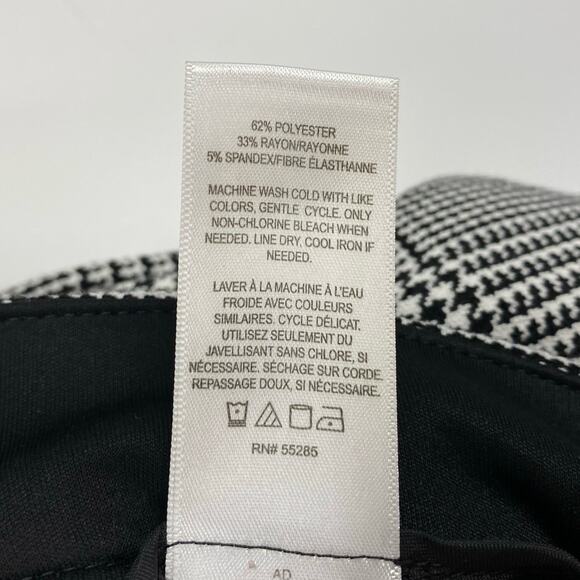 62% POLYESTER
33% RAYON/RAYONNE
5% SPANDEX/FIBRE ÉLASTHANNE
MACHINE WASH COLD WITH LIKE
COLORS, GENTLE CYCLE. ONLY
NON-CHLORINE BLEACH WHEN
NEEDED. LINE DRY, COOL IRON IF
NEEDED.
LAVER À LA MACHINE À L'EAU
FROIDE AVEC COULEURS
SIMILAIRES. CYCLE DÉLICAT.
UTILISEZ SEULEMENT DU
JAVELLISANT SANS CHLORE, SI
NÉCESSAIRE. SÉCHAGE SUR CORDE.
REPASSAGE DOUX, SI NÉCESSAIRE.
RN# 55285
AD